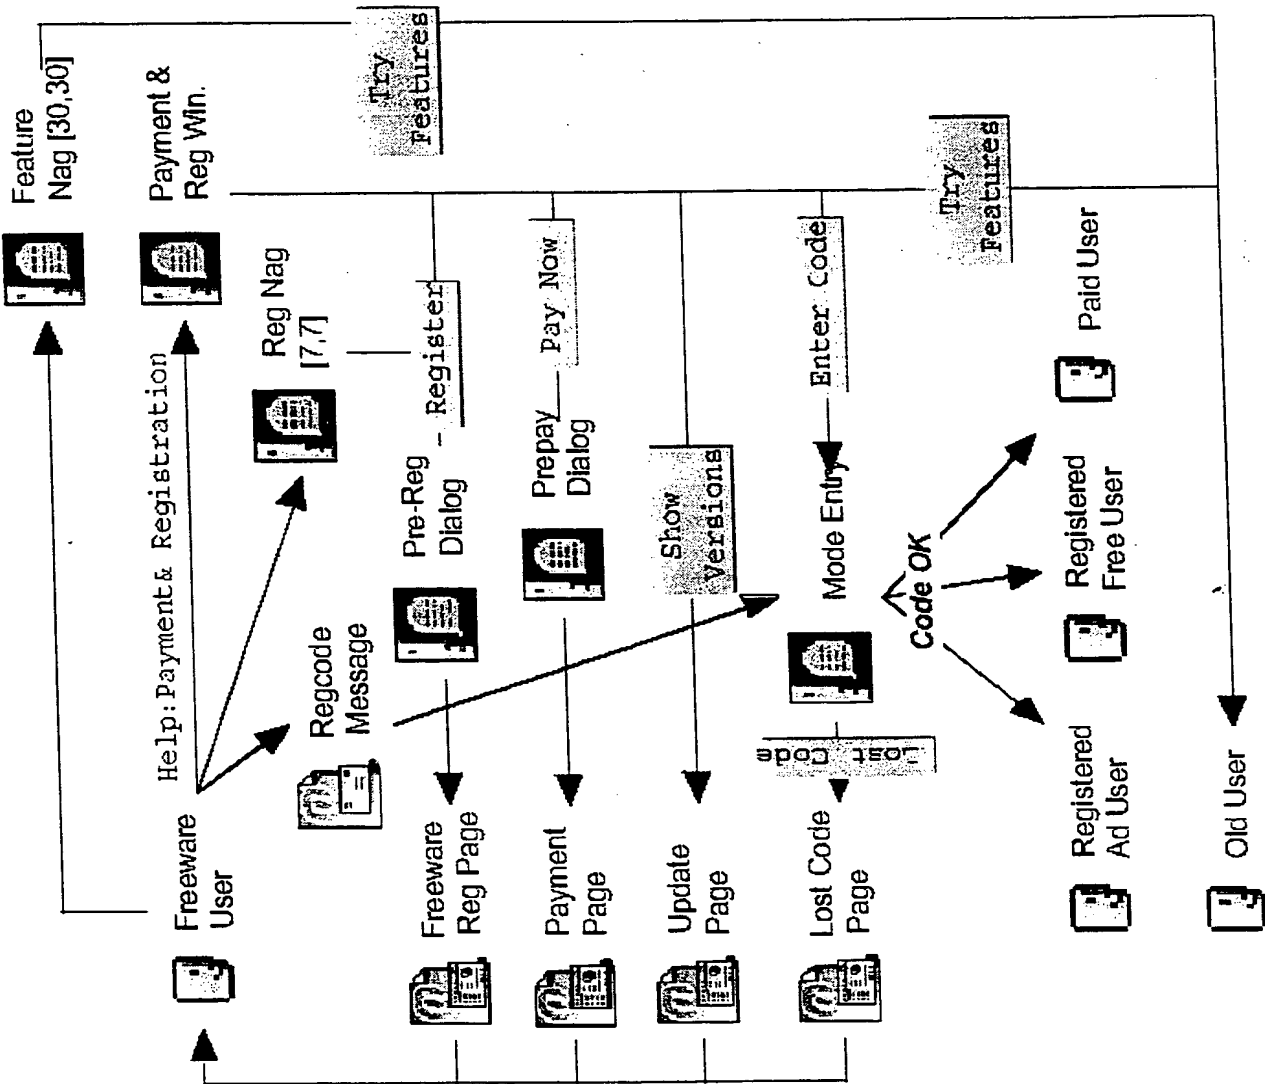 Feature
Nag [30,30]
Payment &
Reg Win.
Try
Features
Help:Payment& Registration
Reg Nag
[7,7]
Freeware
User
Regcode
Message
Pre-Reg
Dialog
Register
Prepay
Dialog
Pay Now
Show
Versions
Mode Entry
Enter Code
Try
Features
Freeware
Reg Page
Payment
Page
Update
Page
Lost Code
Page
Lost Code
Code OK
Registered
Ad User
Registered
Free User
Paid User
Old User